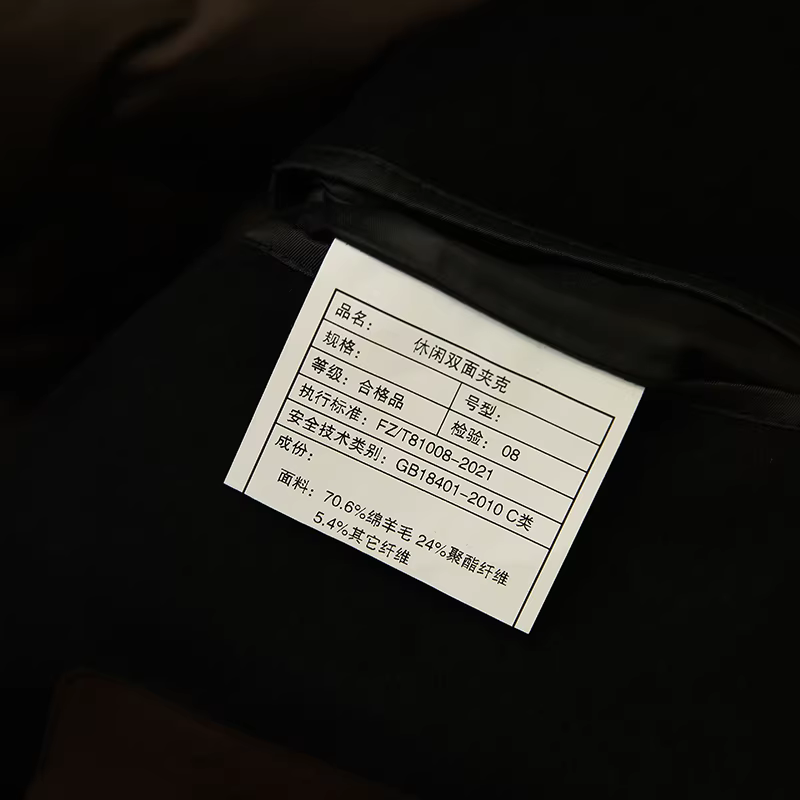 品名： 休闲双面夹克
规格： 号型：
等级：合格品 检验：08
执行标准：FZ/T81008-2021
安全技术类别：GB18401-2010 C类
成份：
面料：70.6%绵羊毛 24%聚酯纤维
5.4%其它纤维